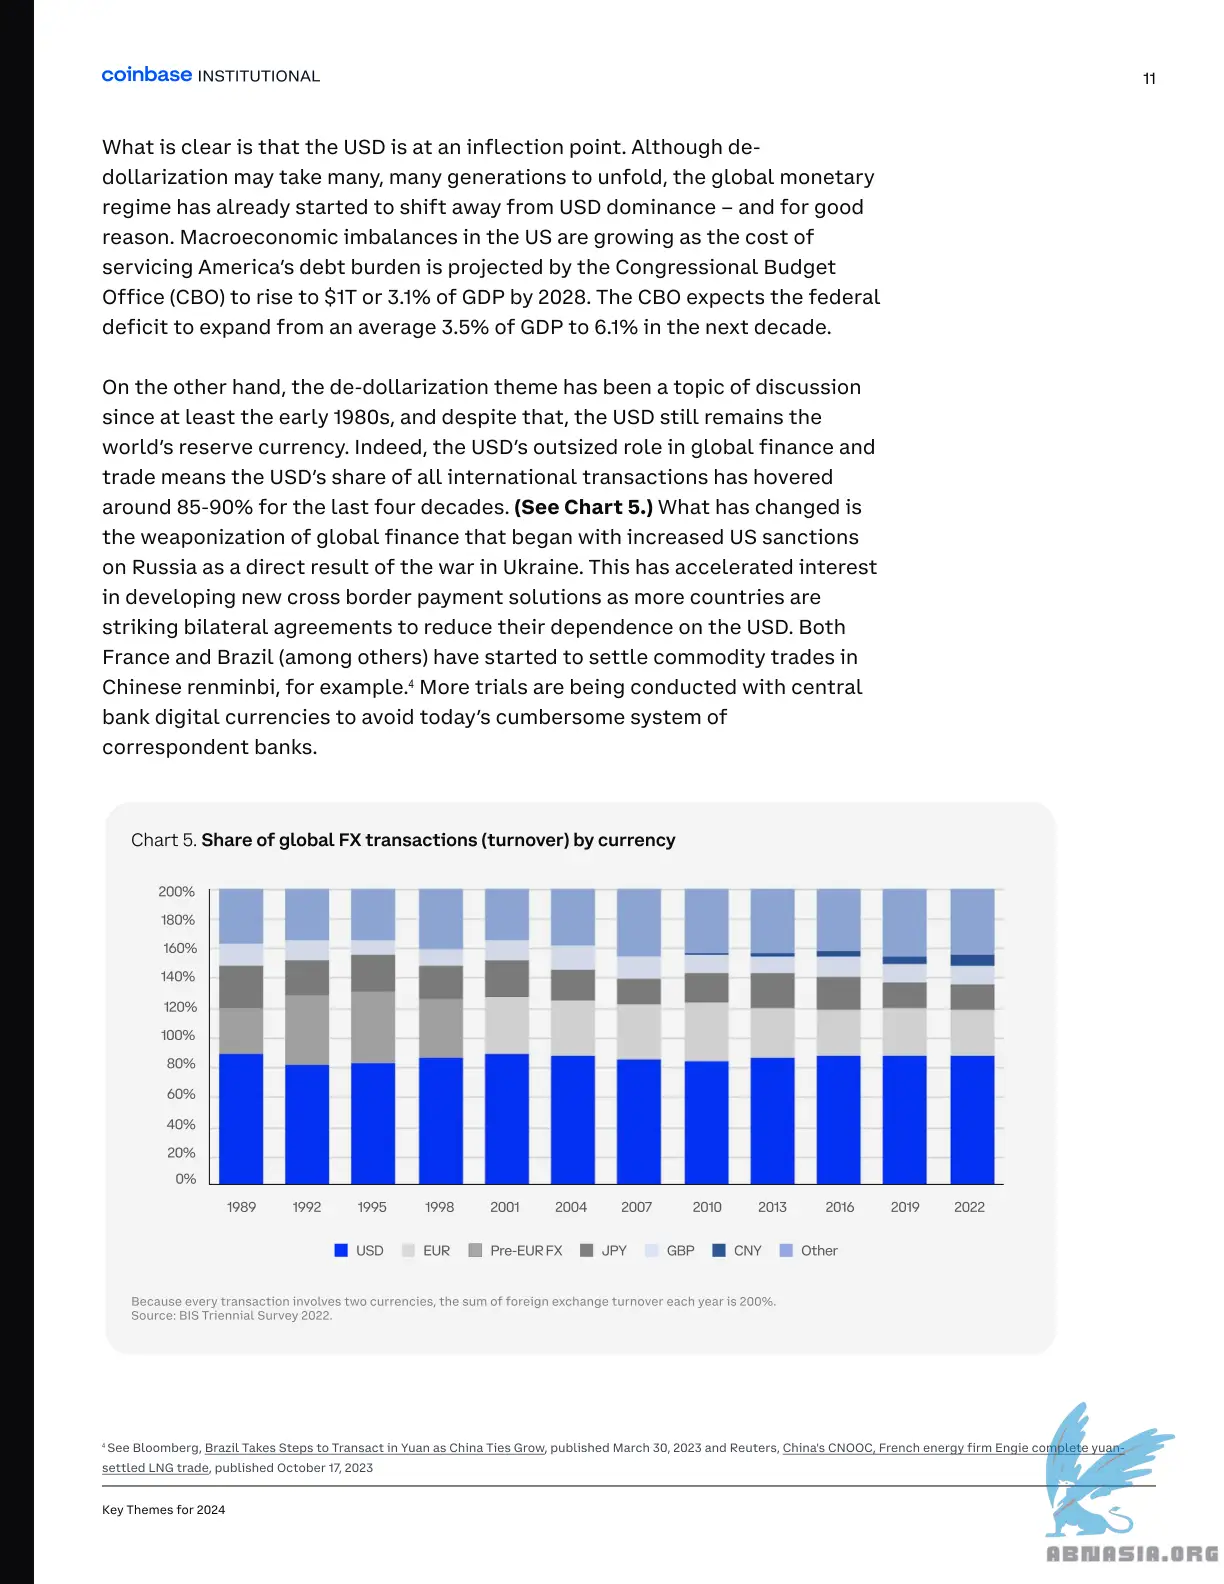 coinbase INSTITUTIONAL
11
What is clear is that the USD is at an inflection point. Although de-
dollarization may take many, many generations to unfold, the global monetary
regime has already started to shift away from USD dominance – and for good
reason. Macroeconomic imbalances in the US are growing as the cost of
servicing America’s debt burden is projected by the Congressional Budget
Office (CBO) to rise to $1T or 3.1% of GDP by 2028. The CBO expects the federal
deficit to expand from an average 3.5% of GDP to 6.1% in the next decade.
On the other hand, the de-dollarization theme has been a topic of discussion
since at least the early 1980s, and despite that, the USD still remains the
world’s reserve currency. Indeed, the USD’s outsized role in global finance and
trade means the USD’s share of all international transactions has hovered
around 85-90% for the last four decades. (See Chart 5.) What has changed is
the weaponization of global finance that began with increased US sanctions
on Russia as a direct result of the war in Ukraine. This has accelerated interest
in developing new cross border payment solutions as more countries are
striking bilateral agreements to reduce their dependence on the USD. Both
France and Brazil (among others) have started to settle commodity trades in
Chinese renminbi, for example.⁴ More trials are being conducted with central
bank digital currencies to avoid today’s cumbersome system of
correspondent banks.
Chart 5. Share of global FX transactions (turnover) by currency
200%
180%
160%
140%
120%
100%
80%
60%
40%
20%
0%
1989 1992 1995 1998 2001 2004 2007 2010 2013 2016 2019 2022
USD EUR Pre-EUR FX JPY GBP CNY Other
Because every transaction involves two currencies, the sum of foreign exchange turnover each year is 200%.
Source: BIS Triennial Survey 2022.
⁴ See Bloomberg, Brazil Takes Steps to Transact in Yuan as China Ties Grow, published March 30, 2023 and Reuters, China's CNOOC, French energy firm Engie complete yuan-
settled LNG trade, published October 17, 2023
Key Themes for 2024
ABNASIA.ORG